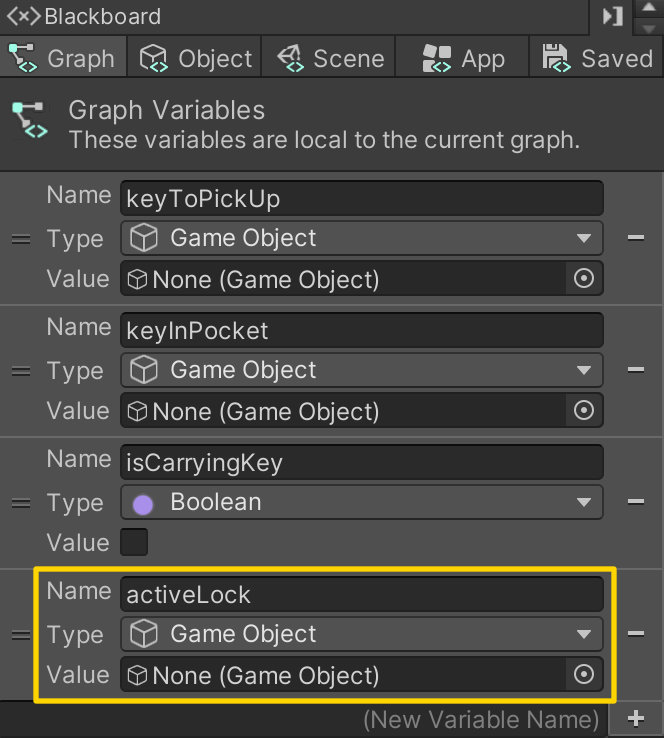 <x> Blackboard
Graph Object Scene App Saved
Graph Variables
These variables are local to the current graph.
Name keyToPickUp
Type Game Object
Value None (Game Object)
Name keyInPocket
Type Game Object
Value None (Game Object)
Name isCarryingKey
Type Boolean
Value
Name activeLock
Type Game Object
Value None (Game Object)
(New Variable Name)